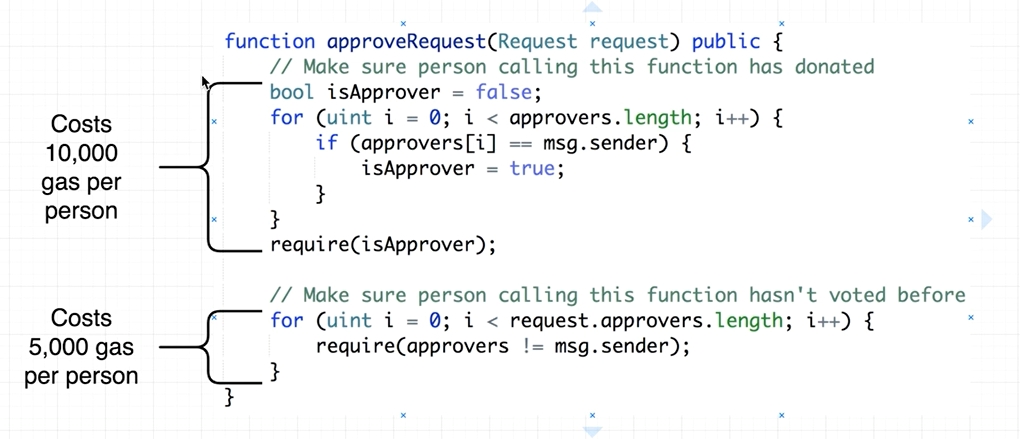 function approveRequest(Request request) public {
// Make sure person calling this function has donated
bool isApprover = false;
for (uint i = 0; i < approvers.length; i++) {
if (approvers[i] == msg.sender) {
isApprover = true;
}
}
require(isApprover);
Costs
10,000
gas per
person
// Make sure person calling this function hasn't voted before
for (uint i = 0; i < request.approvers.length; i++) {
require(approvers != msg.sender);
}
}
Costs
5,000 gas
per person